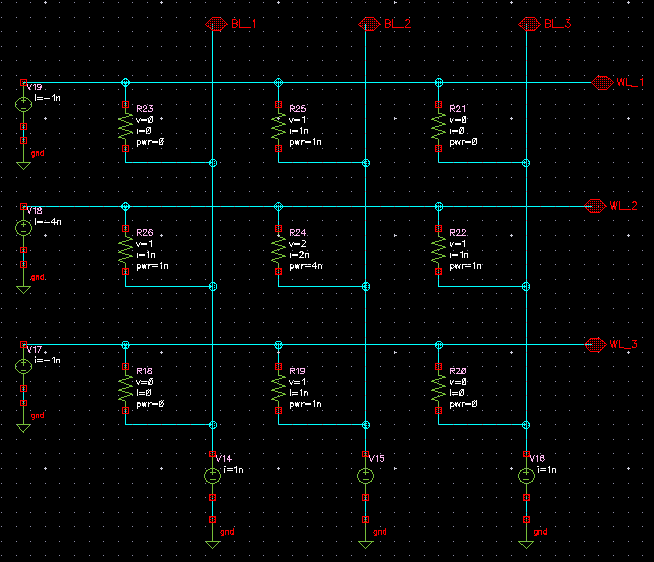 BL_1
BL_2
BL_3
WL_1
V19
i=-1n
gnd
R23
v=0
i=0
pwr=0
R25
v=1
i=1n
pwr=1n
R21
v=0
i=0
pwr=0
WL_2
V18
i=-4n
gnd
R26
v=1
i=1n
pwr=1n
R24
v=2
i=2n
pwr=4n
R22
v=1
i=1n
pwr=1n
WL_3
V17
i=-1n
gnd
R18
v=0
i=0
pwr=0
R19
v=1
i=1n
pwr=1n
R20
v=0
i=0
pwr=0
V14
i=1n
gnd
V15
gnd
V16
i=1n
gnd